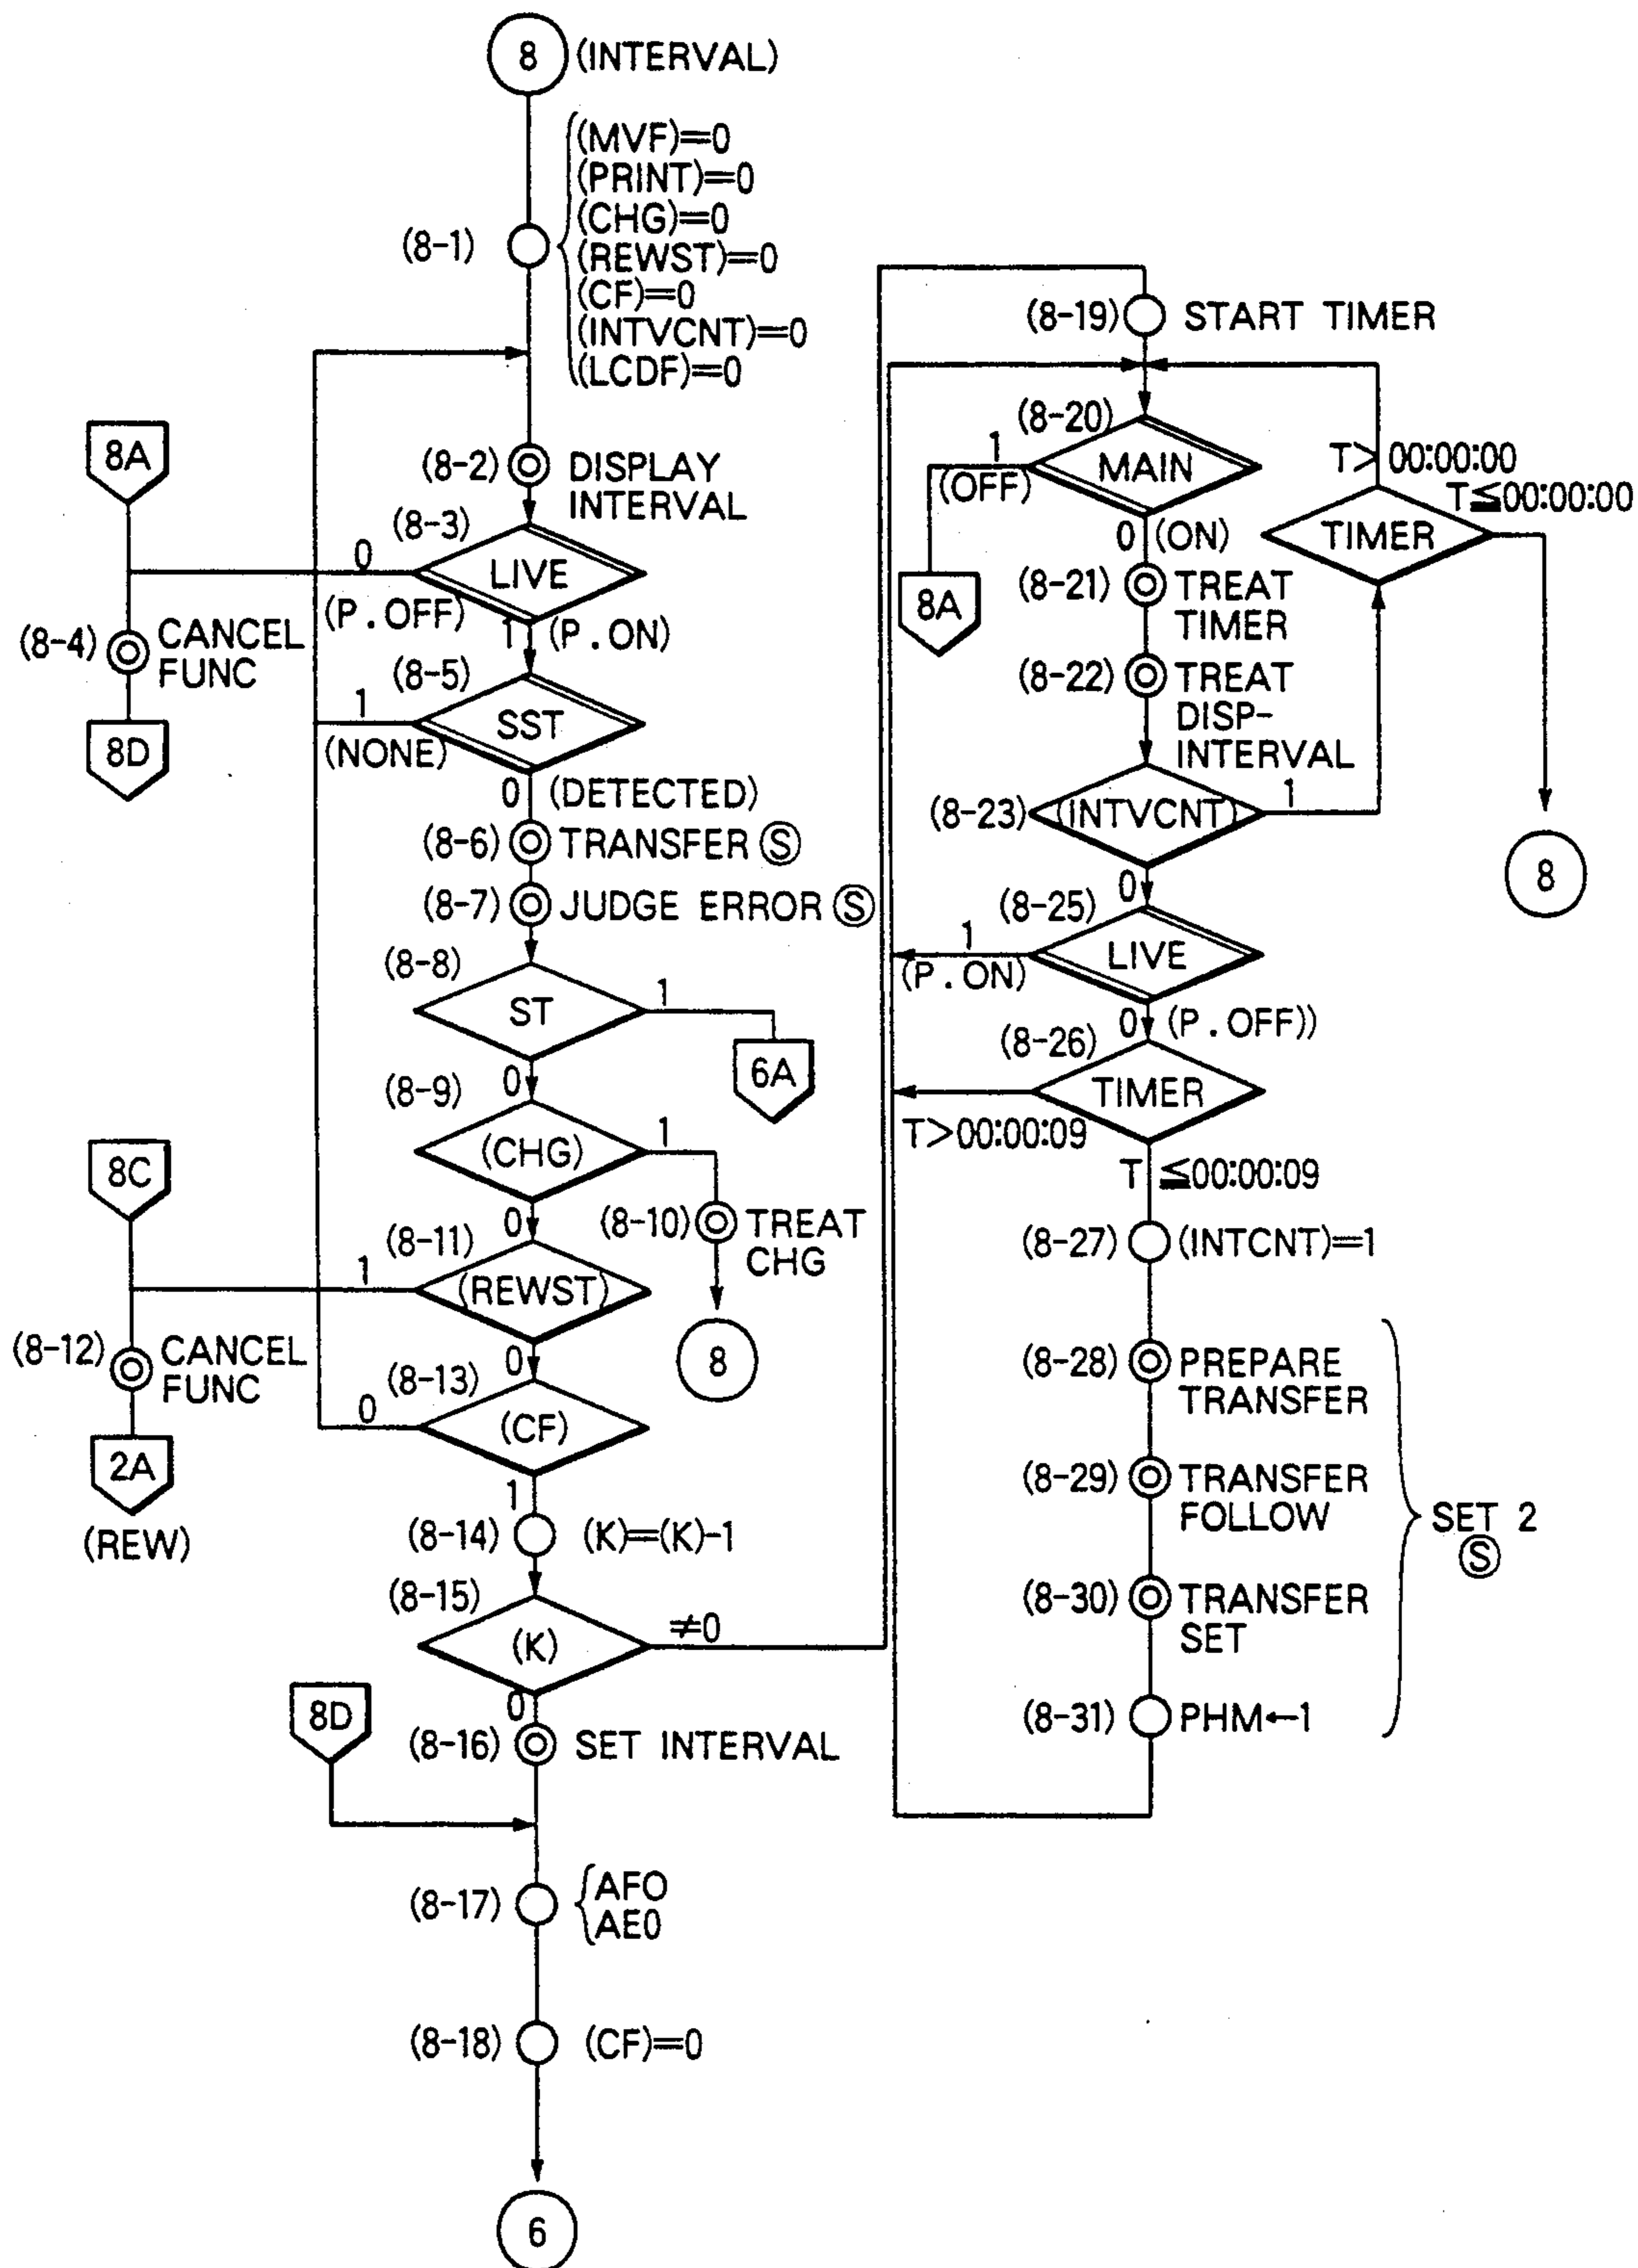 8 (INTERVAL)
(MVF)=0
(PRINT)=0
(CHG)=0
(8-1)
(REWST)=0
(CF)=0
(INTVCNT)=0
(LCDF)=0
8A
(8-2) DISPLAY
INTERVAL
(8-3)
LIVE
0
(P.OFF)
1 (P.ON)
(8-4) CANCEL
FUNC
8D
(8-5)
SST
1
(NONE)
0 (DETECTED)
(8-6) TRANSFER Ⓢ
(8-7) JUDGE ERROR Ⓢ
(8-8)
ST
1
6A
0
(8-9)
(CHG)
1
(8-10) TREAT
CHG
8
0
8C
(8-11)
(REWST)
1
(8-12) CANCEL
FUNC
2A
(REW)
0
(8-13)
(CF)
0
1
(8-14) (K)=(K)-1
(8-15)
(K)
≠0
0
8D
(8-16) SET INTERVAL
(8-17) AFO
AE0
(8-18) (CF)=0
6
(8-19) START TIMER
(8-20)
MAIN
1
(OFF)
8A
0 (ON)
(8-21) TREAT
TIMER
(8-22) TREAT
DISP-
INTERVAL
(8-23) (INTVCNT)
1
T>00:00:00
T≦00:00:00
TIMER
8
0
(8-25)
LIVE
1
(P.ON)
0 (P.OFF))
(8-26)
TIMER
T>00:00:09
T ≦00:00:09
(8-27) (INTCNT)=1
(8-28) PREPARE
TRANSFER
(8-29) TRANSFER
FOLLOW
SET 2
Ⓢ
(8-30) TRANSFER
SET
(8-31) PHM←1